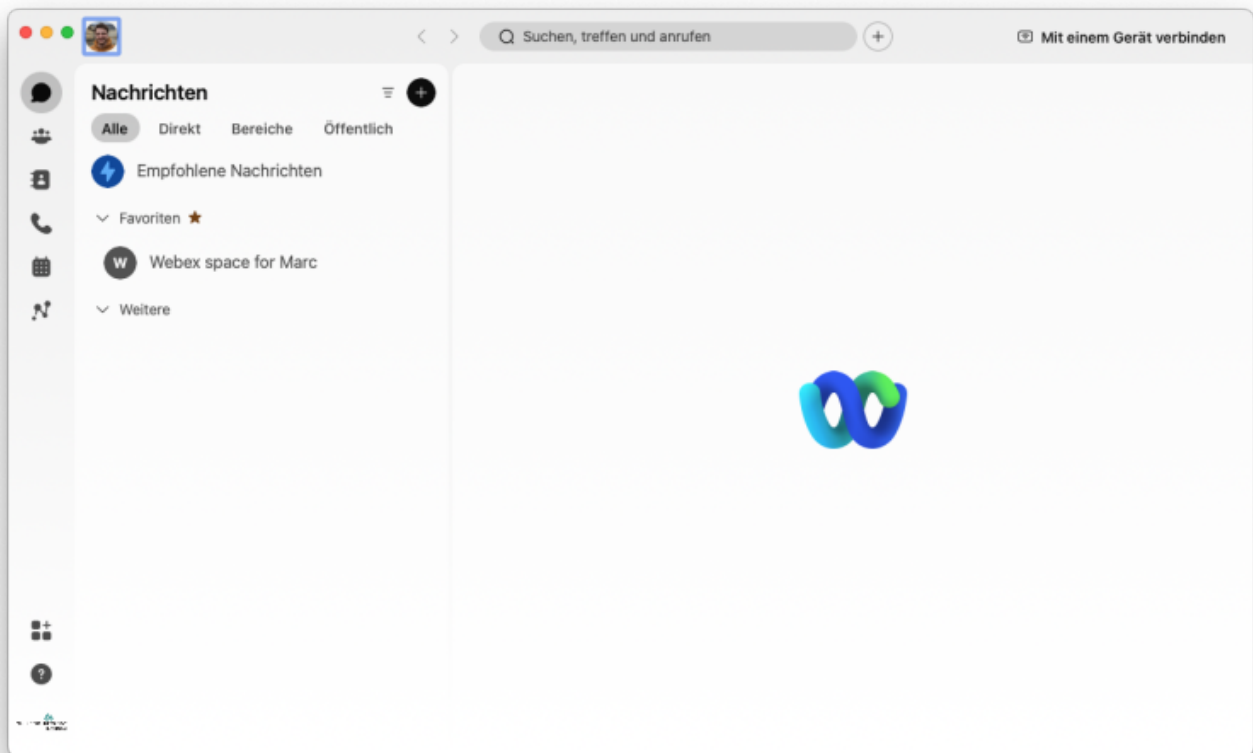 Suchen, treffen und anrufen
Mit einem Gerät verbinden
Nachrichten
Alle Direkt Bereiche Öffentlich
Empfohlene Nachrichten
Favoriten
W Webex space for Marc
Weitere